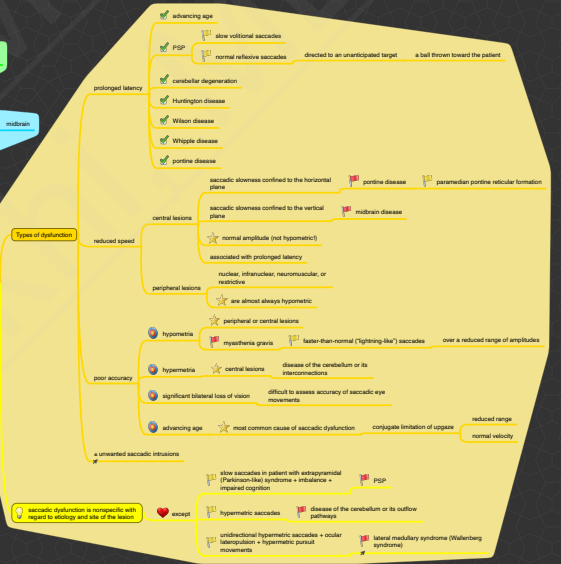 advancing age
slow volitional saccades
PSP
normal reflexive saccades
directed to an unanticipated target
a ball thrown toward the patient
cerebellar degeneration
prolonged latency
Huntington disease
Wilson disease
midbrain
Whipple disease
pontine disease
saccadic slowness confined to the horizontal
plane
pontine disease
paramedian pontine reticular formation
saccadic slowness confined to the vertical
plane
midbrain disease
central lesions
Types of dysfunction
normal amplitude (not hypometric!)
reduced speed
associated with prolonged latency
nuclear, infranuclear, neuromuscular, or
restrictive
peripheral lesions
are almost always hypometric
peripheral or central lesions
hypometria
myasthenia gravis
faster-than-normal ("lightning-like") saccades
over a reduced range of amplitudes
hypermetria
central lesions
disease of the cerebellum or its
interconnections
poor accuracy
significant bilateral loss of vision
difficult to assess accuracy of saccadic eye
movements
advancing age
most common cause of saccadic dysfunction
conjugate limitation of upgaze
reduced range
normal velocity
± unwanted saccadic intrusions
slow saccades in patient with extrapyramidal
(Parkinson-like) syndrome + imbalance +
impaired cognition
PSP
saccadic dysfunction is nonspecific with
regard to etiology and site of the lesion
except
hypermetric saccades
disease of the cerebellum or its outflow
pathways
unidirectional hypermetric saccades + ocular
lateropulsion + hypermetric pursuit
movements
lateral medullary syndrome (Wallenberg
syndrome)